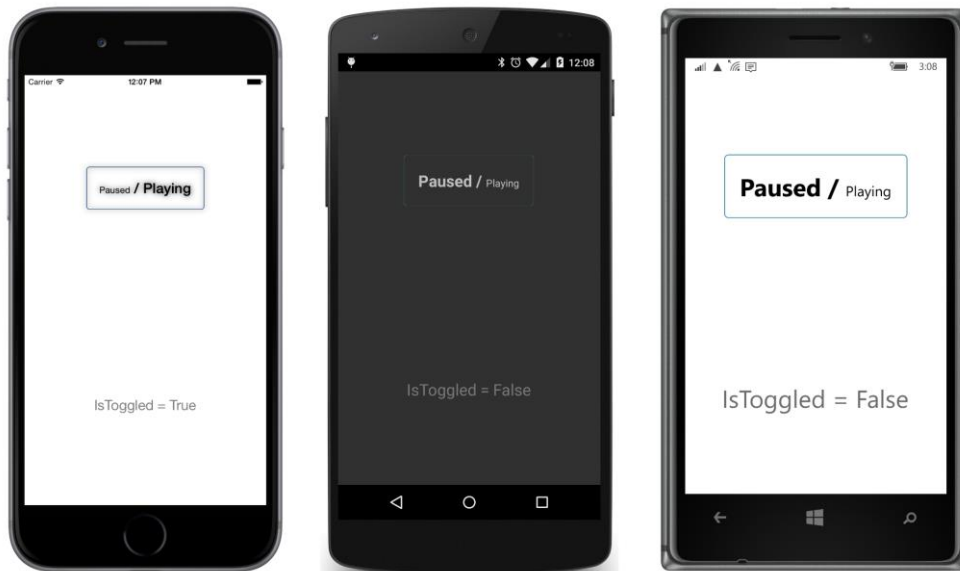 Carrier 12:07 PM
Paused / Playing
IsToggled = True
12:08
Paused / Playing
IsToggled = False
3:08
Paused / Playing
IsToggled = False